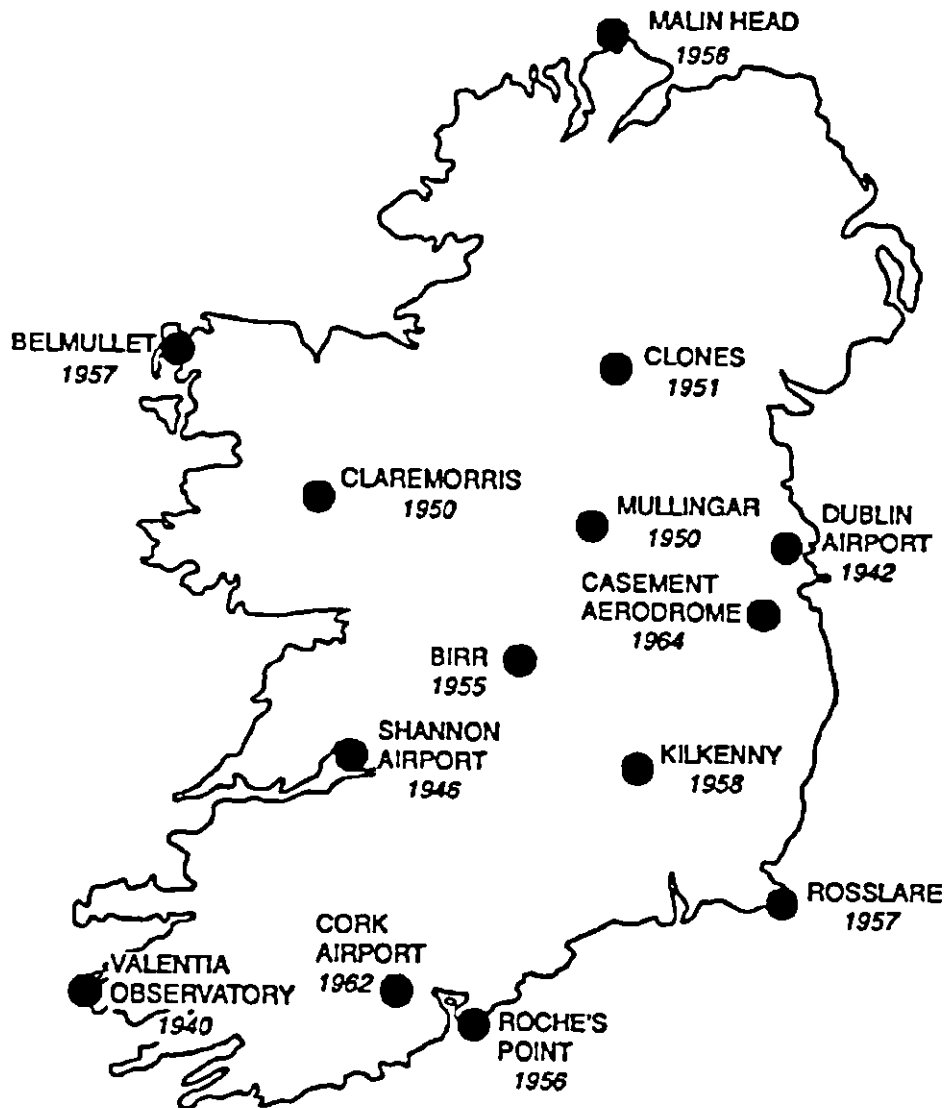 MALIN HEAD
1956
BELMULLET
1957
CLONES
1951
CLAREMORRIS
1950
MULLINGAR
1950
DUBLIN
AIRPORT
1942
CASEMENT
AERODROME
1964
BIRR
1955
SHANNON
AIRPORT
1946
KILKENNY
1958
ROSSLARE
1957
CORK
AIRPORT
1962
VALENTIA
OBSERVATORY
1940
ROCHE'S
POINT
1956